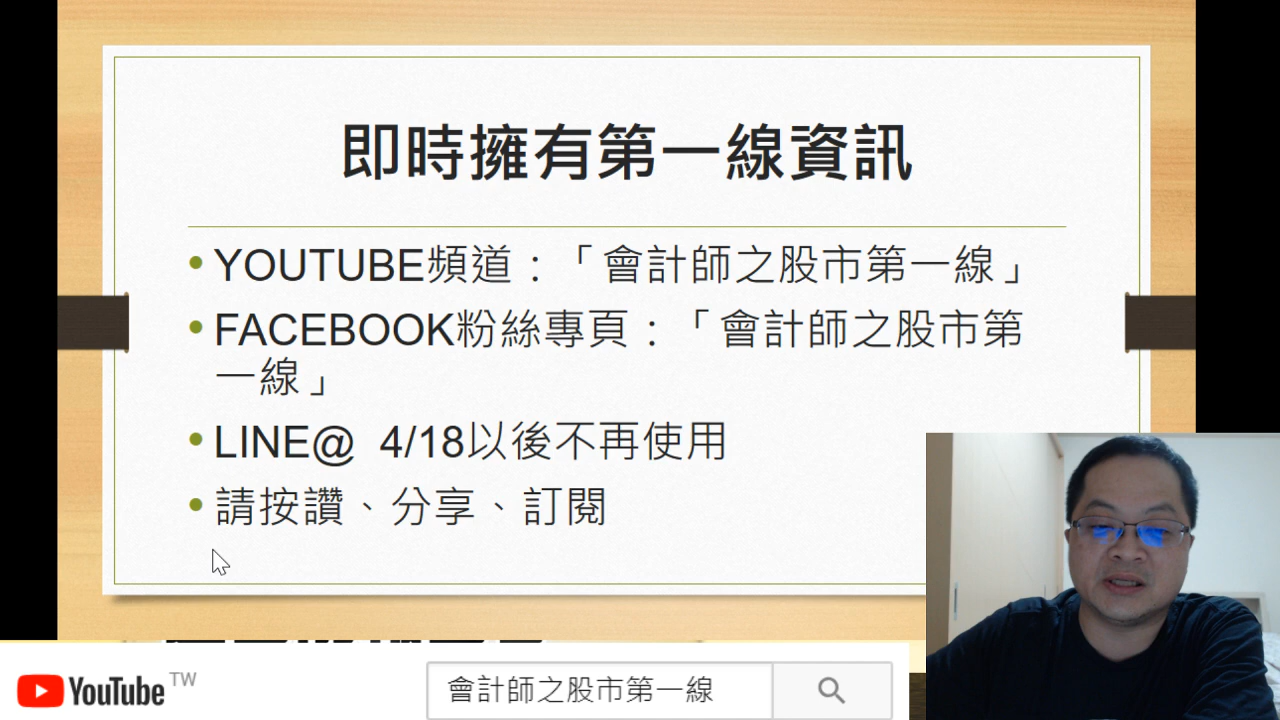 即時擁有第一線資訊
YOUTUBE頻道：「會計師之股市第一線」
FACEBOOK粉絲專頁：「會計師之股市第
一線」
LINE@ 4/18以後不再使用
請按讚、分享、訂閱
YouTube TW
會計師之股市第一線